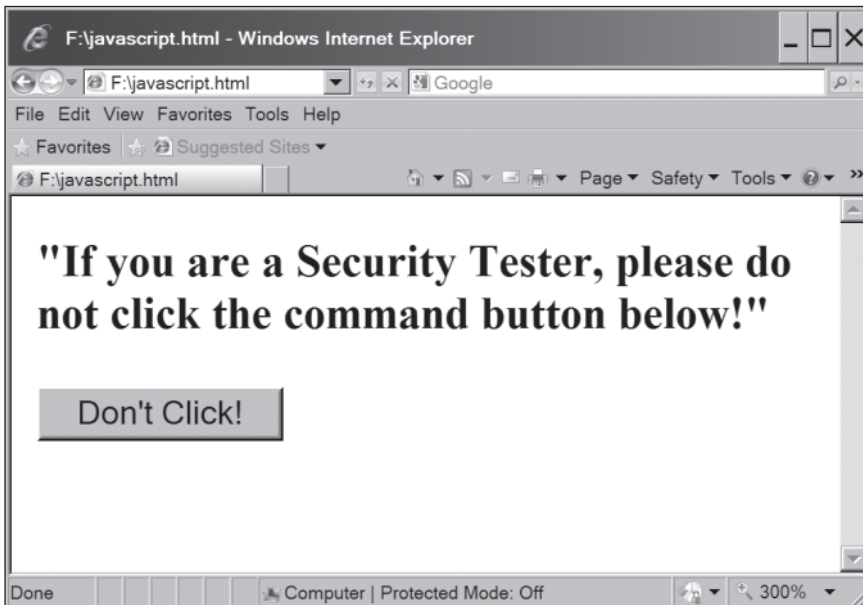 F:\javascript.html - Windows Internet Explorer
F:\javascript.html Google
File Edit View Favorites Tools Help
Favorites Suggested Sites
F:\javascript.html Page Safety Tools
"If you are a Security Tester, please do
not click the command button below!"
Don't Click!
Done Computer | Protected Mode: Off 300%